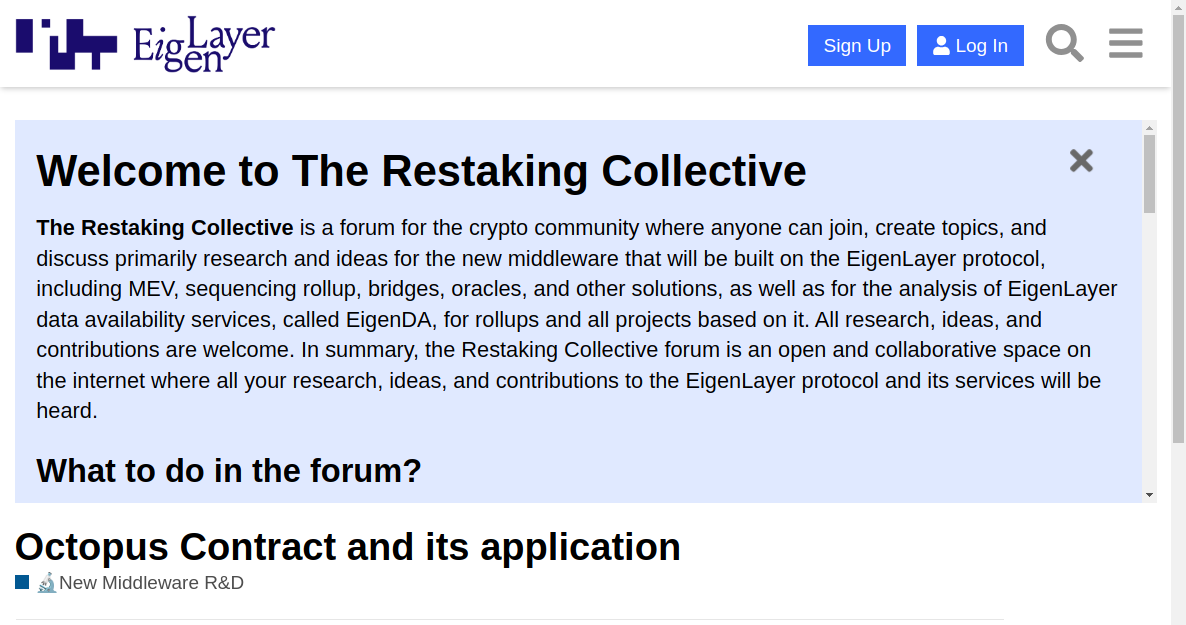 EigLayer
gen
Sign Up
Log In
Welcome to The Restaking Collective
The Restaking Collective is a forum for the crypto community where anyone can join, create topics, and
discuss primarily research and ideas for the new middleware that will be built on the EigenLayer protocol,
including MEV, sequencing rollup, bridges, oracles, and other solutions, as well as for the analysis of EigenLayer
data availability services, called EigenDA, for rollups and all projects based on it. All research, ideas, and
contributions are welcome. In summary, the Restaking Collective forum is an open and collaborative space on
the internet where all your research, ideas, and contributions to the EigenLayer protocol and its services will be
heard.
What to do in the forum?
Octopus Contract and its application
New Middleware R&D